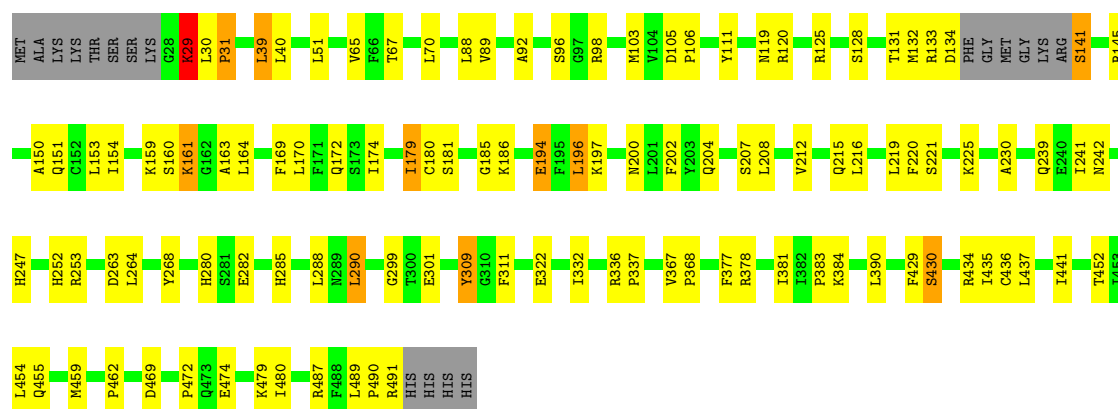 MET ALA LYS LYS THR SER SER LYS G28 K29 L30 P31 L39 L40 L51 V65 F66 T67 L70 L88 V89 A92 S96 G97 R98 M103 V104 D105 P106 Y111 N119 R120 R125 S128 T131 M132 R133 D134 PHE GLY MET GLY LYS ARG S141
A150 Q151 C152 L153 I154 K159 S160 K161 G162 A163 L164 F169 L170 F171 Q172 S173 I174 I179 C180 S181 G185 K186 E194 F195 L196 K197 N200 L201 F202 Y203 Q204 S207 L208 V212 Q215 L216 L219 F220 S221 K225 A230 Q239 E240 I241 N242
H247 H252 R253 D263 L264 Y268 H280 S281 E282 H285 L288 N289 L290 G299 T300 E301 Y309 G310 F311 E322 I332 R336 P337 V367 P368 F377 R378 I381 I382 P383 K384 L390 F429 S430 R434 I435 C436 L437 I441 T452
L454 Q455 M459 P462 D469 P472 Q473 E474 K479 I480 R487 F488 L489 P490 R491 HIS HIS HIS HIS